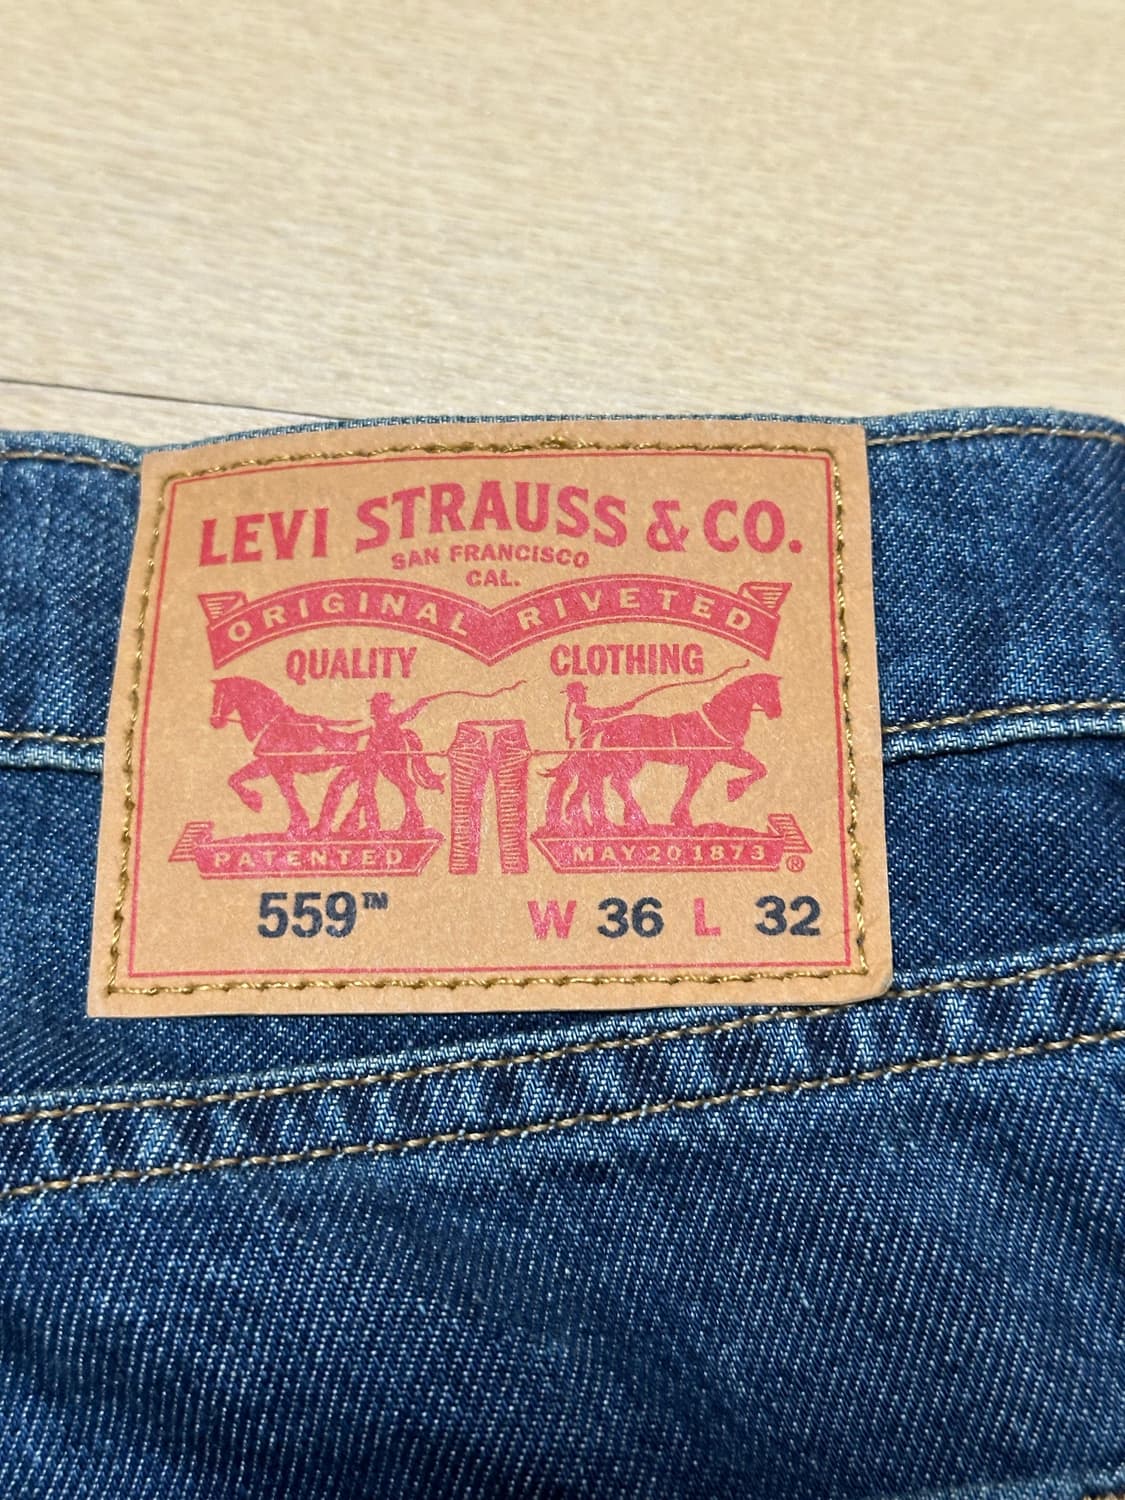 LEVI STRAUSS & CO.
SAN FRANCISCO
CAL.
ORIGINAL RIVETED
QUALITY CLOTHING
PATENTED MAY 20 1873 ®
559™ W 36 L 32